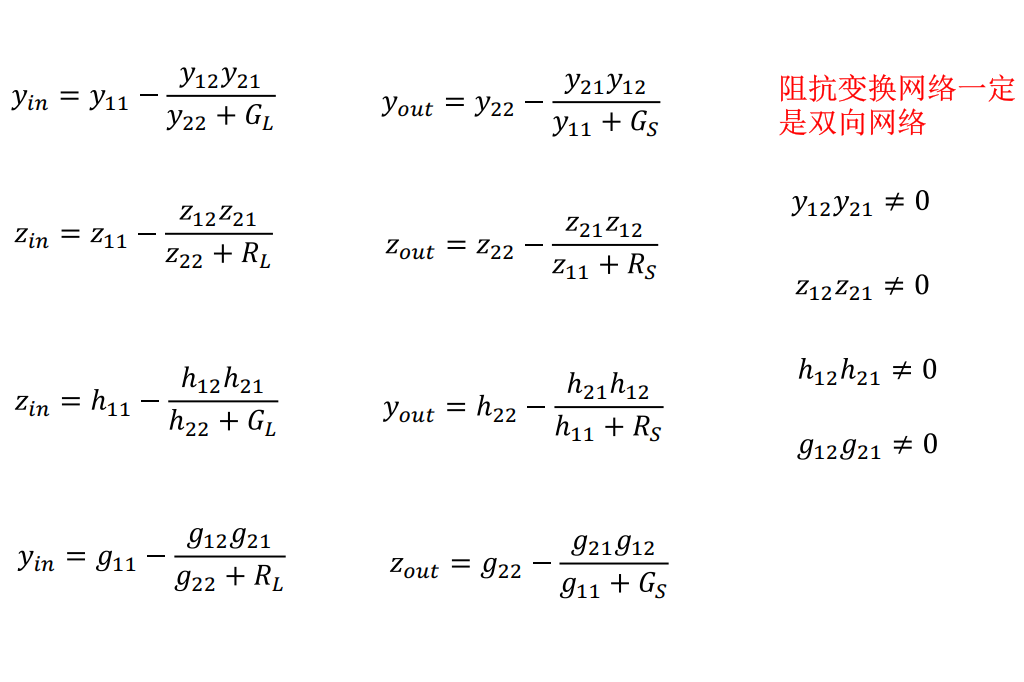 y_{in} = y_{11} - \frac{y_{12}y_{21}}{y_{22} + G_L}
y_{out} = y_{22} - \frac{y_{21}y_{12}}{y_{11} + G_S}
阻抗变换网络一定
是双向网络
y_{12}y_{21} ≠ 0
z_{in} = z_{11} - \frac{z_{12}z_{21}}{z_{22} + R_L}
z_{out} = z_{22} - \frac{z_{21}z_{12}}{z_{11} + R_S}
z_{12}z_{21} ≠ 0
z_{in} = h_{11} - \frac{h_{12}h_{21}}{h_{22} + G_L}
y_{out} = h_{22} - \frac{h_{21}h_{12}}{h_{11} + R_S}
h_{12}h_{21} ≠ 0
g_{12}g_{21} ≠ 0
y_{in} = g_{11} - \frac{g_{12}g_{21}}{g_{22} + R_L}
z_{out} = g_{22} - \frac{g_{21}g_{12}}{g_{11} + G_S}